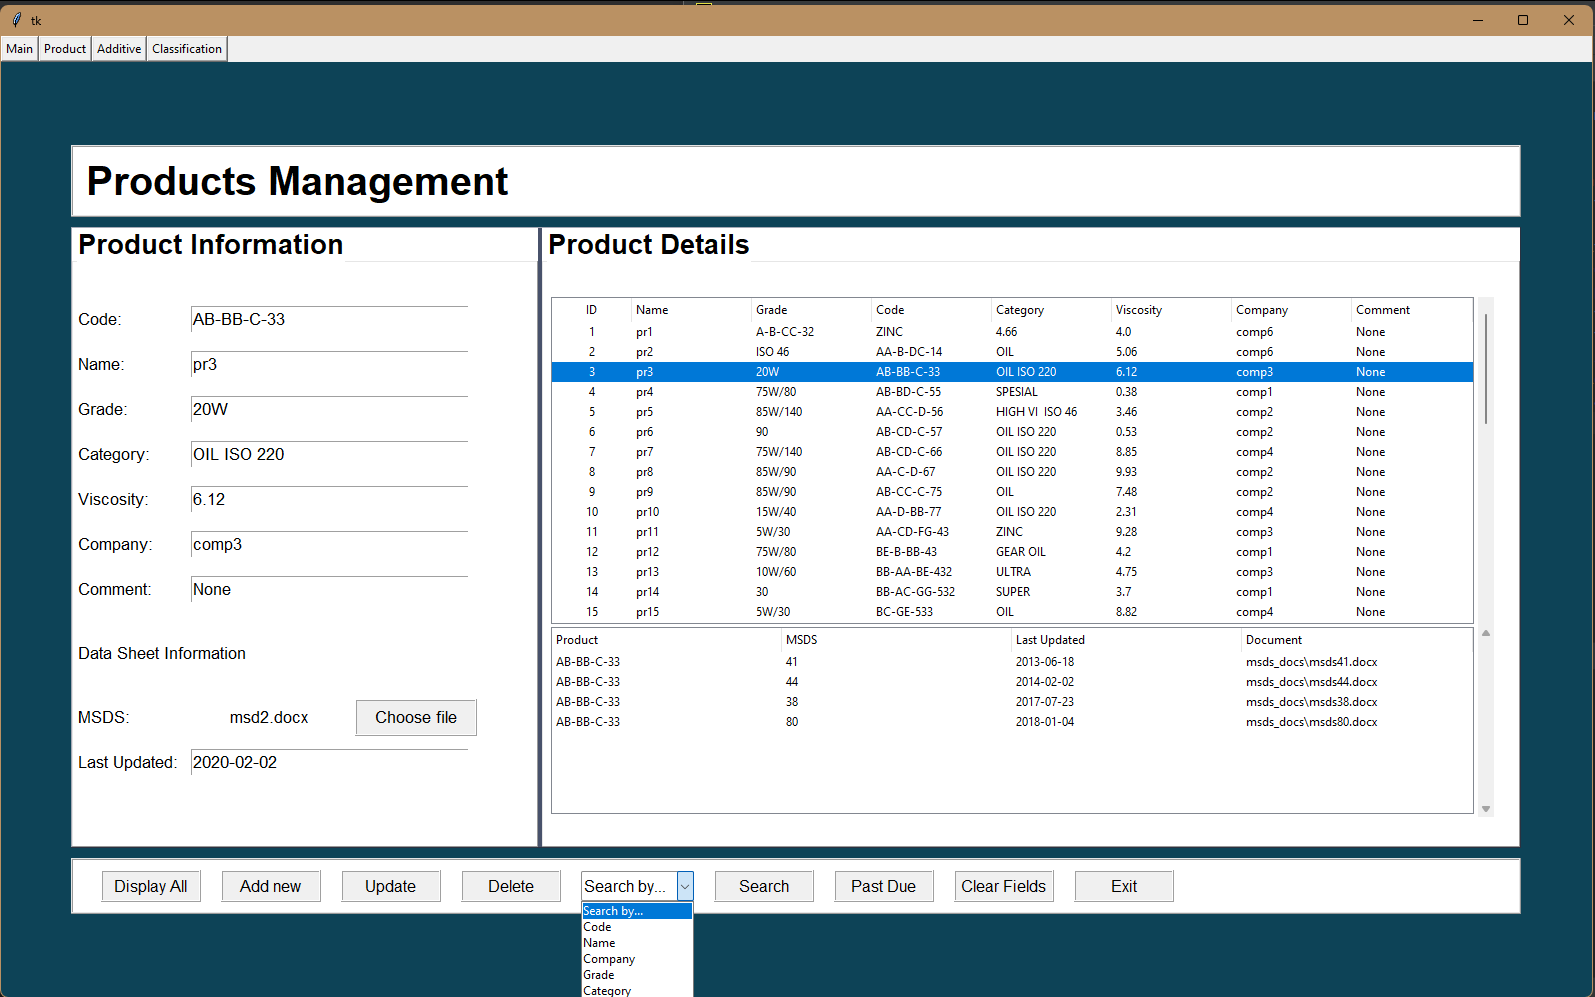 tk
Main Product Additive Classification
Products Management
Product Information
Code: AB-BB-C-33
Name: pr3
Grade: 20W
Category: OIL ISO 220
Viscosity: 6.12
Company: comp3
Comment: None
Data Sheet Information
MSDS: msd2.docx Choose file
Last Updated: 2020-02-02
Product Details
ID Name Grade Code Category Viscosity Company Comment
1 pr1 A-B-CC-32 ZINC 4.66 4.0 comp6 None
2 pr2 ISO 46 AA-B-DC-14 OIL 5.06 comp6 None
3 pr3 20W AB-BB-C-33 OIL ISO 220 6.12 comp3 None
4 pr4 75W/80 AB-BD-C-55 SPESIAL 0.38 comp1 None
5 pr5 85W/140 AA-CC-D-56 HIGH VI  ISO 46 3.46 comp2 None
6 pr6 90 AB-CD-C-57 OIL ISO 220 0.53 comp2 None
7 pr7 75W/140 AB-CD-C-66 OIL ISO 220 8.85 comp4 None
8 pr8 85W/90 AA-C-D-67 OIL ISO 220 9.93 comp2 None
9 pr9 85W/90 AB-CC-C-75 OIL 7.48 comp2 None
10 pr10 15W/40 AA-D-BB-77 OIL ISO 220 2.31 comp4 None
11 pr11 5W/30 AA-CD-FG-43 ZINC 9.28 comp3 None
12 pr12 75W/80 BE-B-BB-43 GEAR OIL 4.2 comp1 None
13 pr13 10W/60 BB-AA-BE-432 ULTRA 4.75 comp3 None
14 pr14 30 BB-AC-GG-532 SUPER 3.7 comp1 None
15 pr15 5W/30 BC-GE-533 OIL 8.82 comp4 None
Product MSDS Last Updated Document
AB-BB-C-33 41 2013-06-18 msds_docs\msds41.docx
AB-BB-C-33 44 2014-02-02 msds_docs\msds44.docx
AB-BB-C-33 38 2017-07-23 msds_docs\msds38.docx
AB-BB-C-33 80 2018-01-04 msds_docs\msds80.docx
Display All Add new Update Delete Search by... Search Past Due Clear Fields Exit
Search by...
Code
Name
Company
Grade
Category